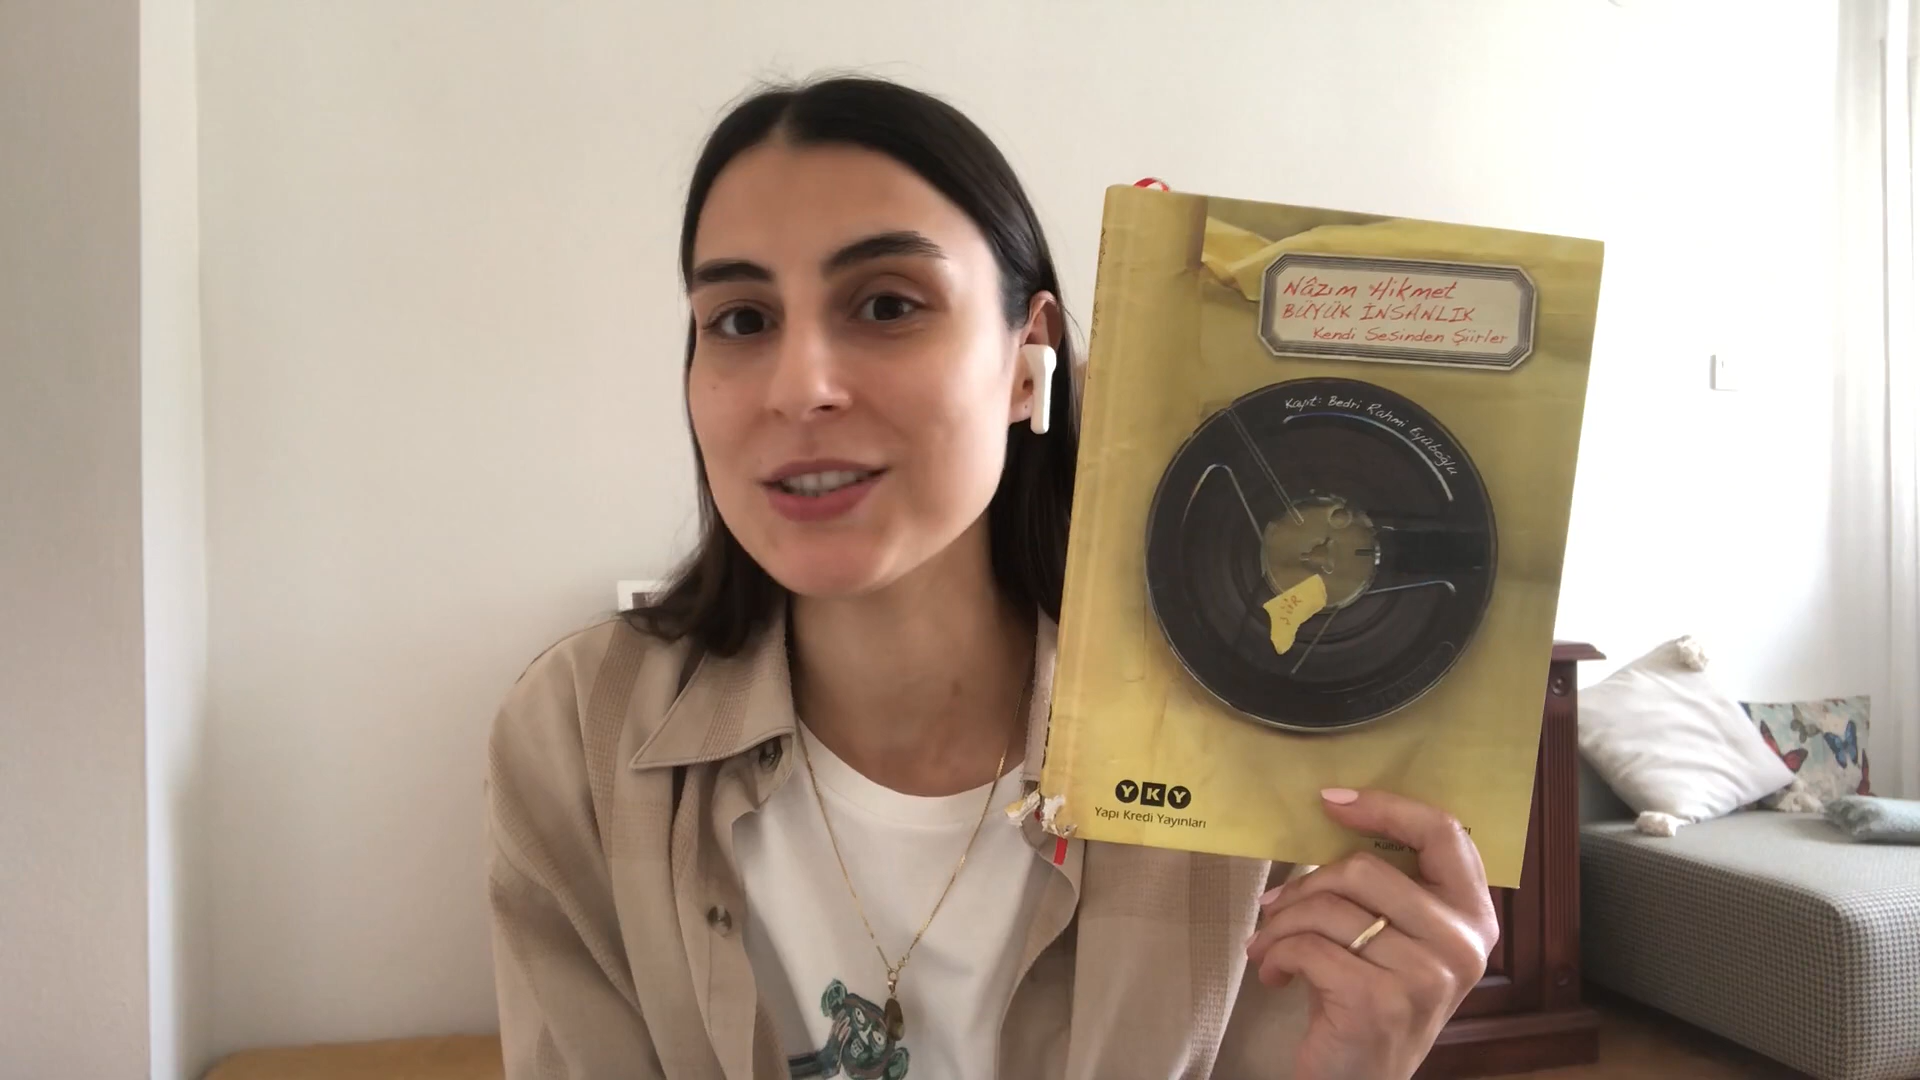 Nâzım Hikmet
BÜYÜK İNSANLIK
Kendi Sesinden Şiirler
Kayıt: Bedri Rahmi Eyüboğlu
ŞİİR
YKY
Yapı Kredi Yayınları